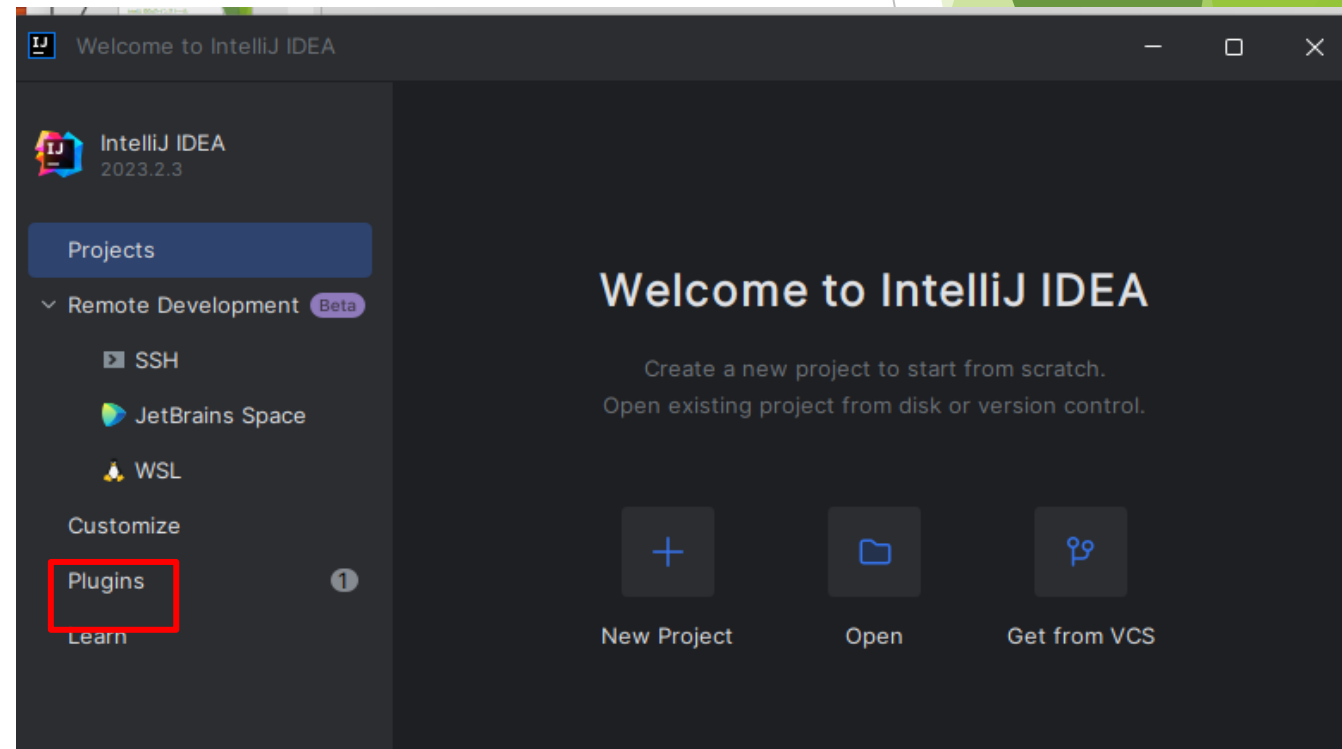 Welcome to IntelliJ IDEA
IntelliJ IDEA
2023.2.3
Projects
Remote Development Beta
SSH
JetBrains Space
WSL
Customize
Plugins 1
Learn
Welcome to IntelliJ IDEA
Create a new project to start from scratch.
Open existing project from disk or version control.
New Project Open Get from VCS